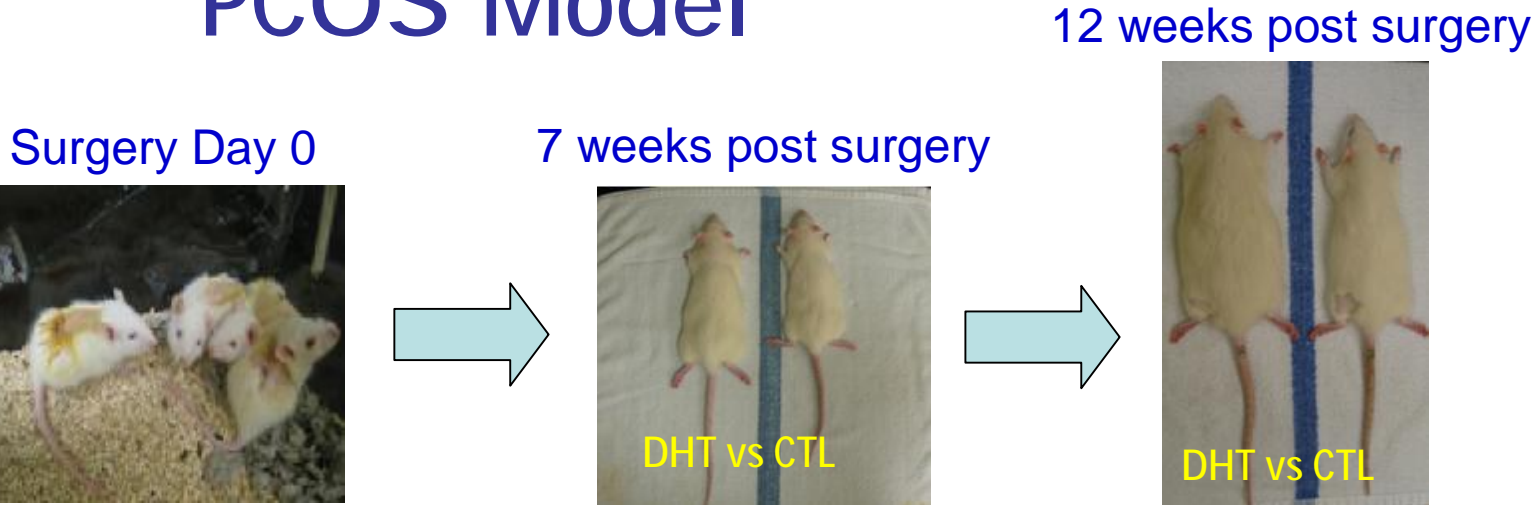 PCOS Model
12 weeks post surgery
Surgery Day 0
7 weeks post surgery
DHT vs CTL
DHT vs CTL